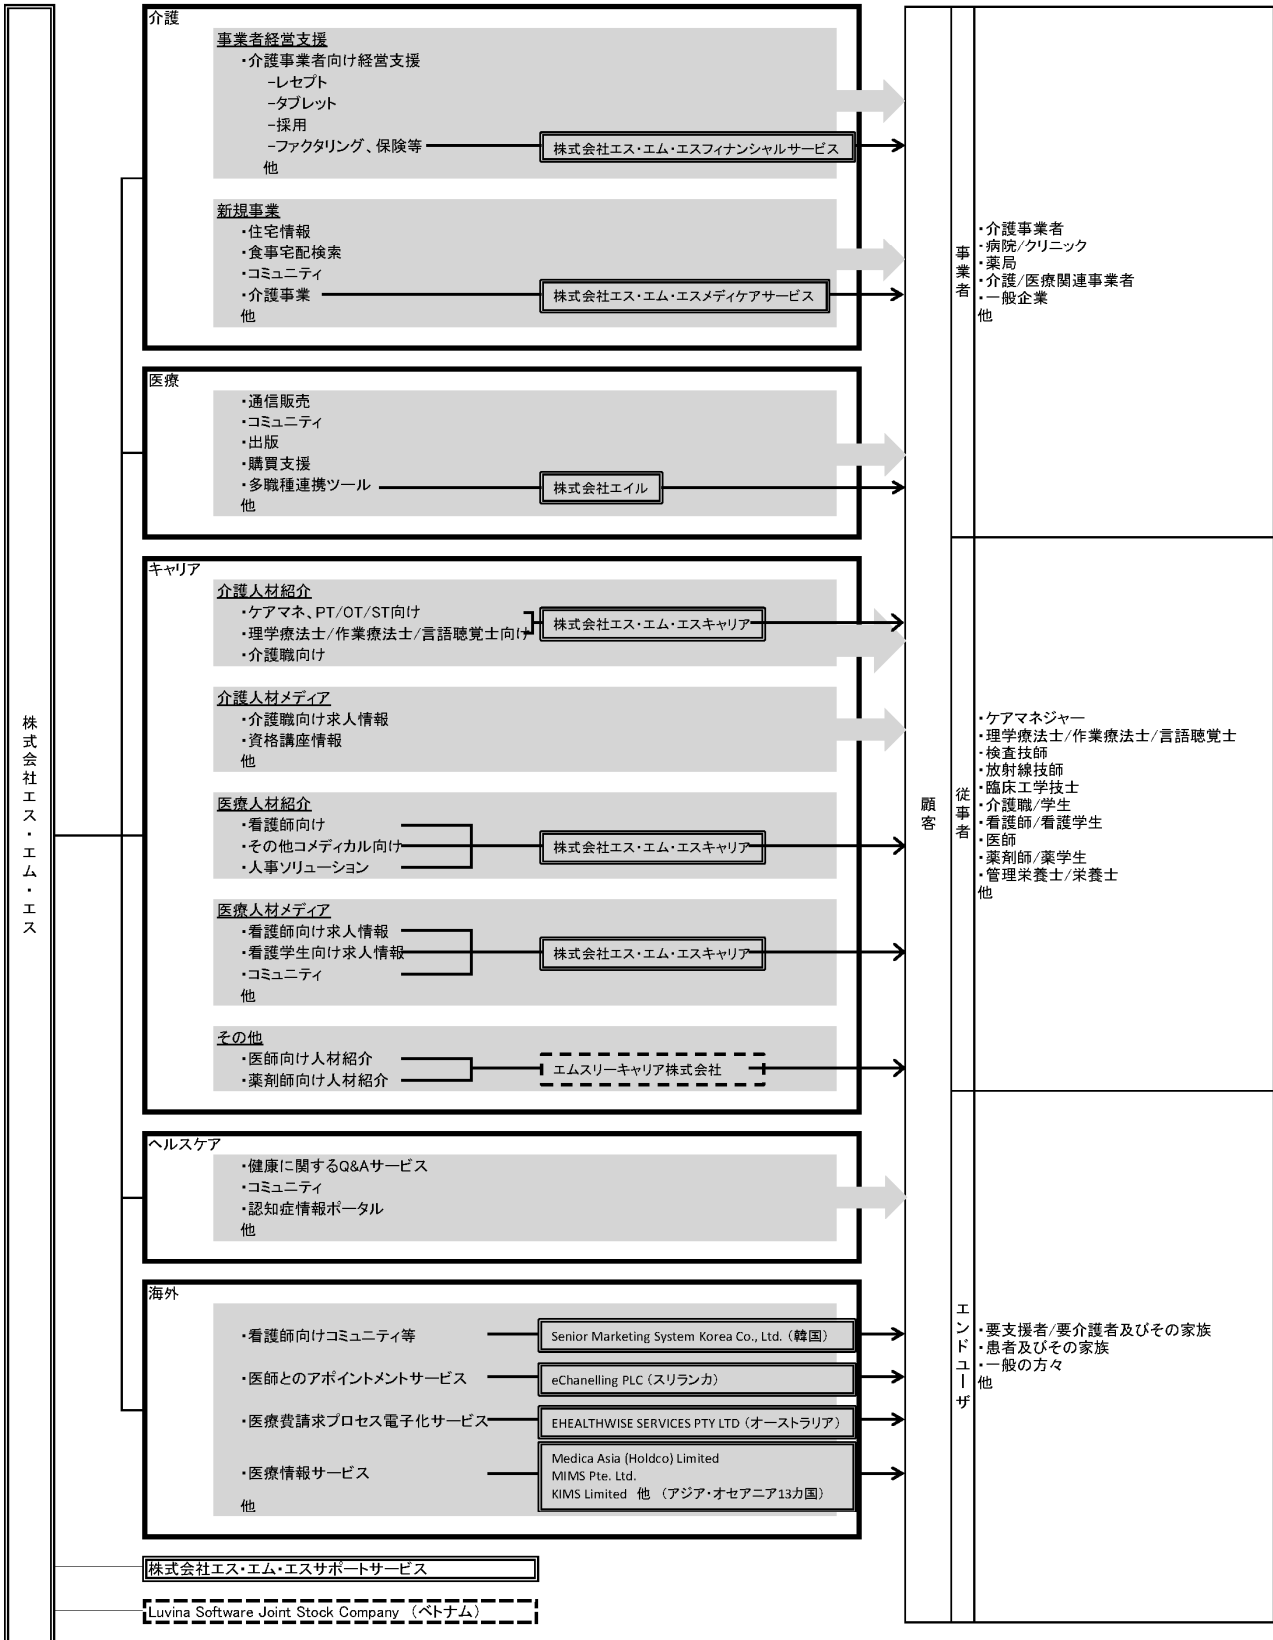 株式会社エス・エム・エス
介護
事業者経営支援
・介護事業者向け経営支援
－レセプト
－タブレット
－採用
－ファクタリング、保険等
株式会社エス・エム・エスフィナンシャルサービス
他
新規事業
・住宅情報
・食事宅配検索
・コミュニティ
・介護事業
株式会社エス・エム・エスメディケアサービス
他
医療
・通信販売
・コミュニティ
・出版
・購買支援
・多職種連携ツール
株式会社エイル
他
キャリア
介護人材紹介
・ケアマネ、PT/OT/ST向け
・理学療法士/作業療法士/言語聴覚士向け
株式会社エス・エム・エスキャリア
・介護職向け
介護人材メディア
・介護職向け求人情報
・資格講座情報
他
医療人材紹介
・看護師向け
・その他コメディカル向け
株式会社エス・エム・エスキャリア
・人事ソリューション
医療人材メディア
・看護師向け求人情報
・看護学生向け求人情報
株式会社エス・エム・エスキャリア
・コミュニティ
他
その他
・医師向け人材紹介
エムスリーキャリア株式会社
・薬剤師向け人材紹介
ヘルスケア
・健康に関するQ&Aサービス
・コミュニティ
・認知症情報ポータル
他
海外
・看護師向けコミュニティ等
Senior Marketing System Korea Co., Ltd. （韓国）
・医師とのアポイントメントサービス
eChanelling PLC （スリランカ）
・医療費請求プロセス電子化サービス
EHEALTHWISE SERVICES PTY LTD （オーストラリア）
・医療情報サービス
Medica Asia (Holdco) Limited
MIMS Pte. Ltd.
KIMS Limited 他 （アジア・オセアニア13カ国）
他
株式会社エス・エム・エスサポートサービス
Luvina Software Joint Stock Company （ベトナム）
顧客
事業者
・介護事業者
・病院/クリニック
・薬局
・介護/医療関連事業者
・一般企業
他
従事者
・ケアマネジャー
・理学療法士/作業療法士/言語聴覚士
・検査技師
・放射線技師
・臨床工学技士
・介護職/学生
・看護師/看護学生
・医師
・薬剤師/薬学生
・管理栄養士/栄養士
他
エンドユーザ
・要支援者/要介護者及びその家族
・患者及びその家族
・一般の方々
他